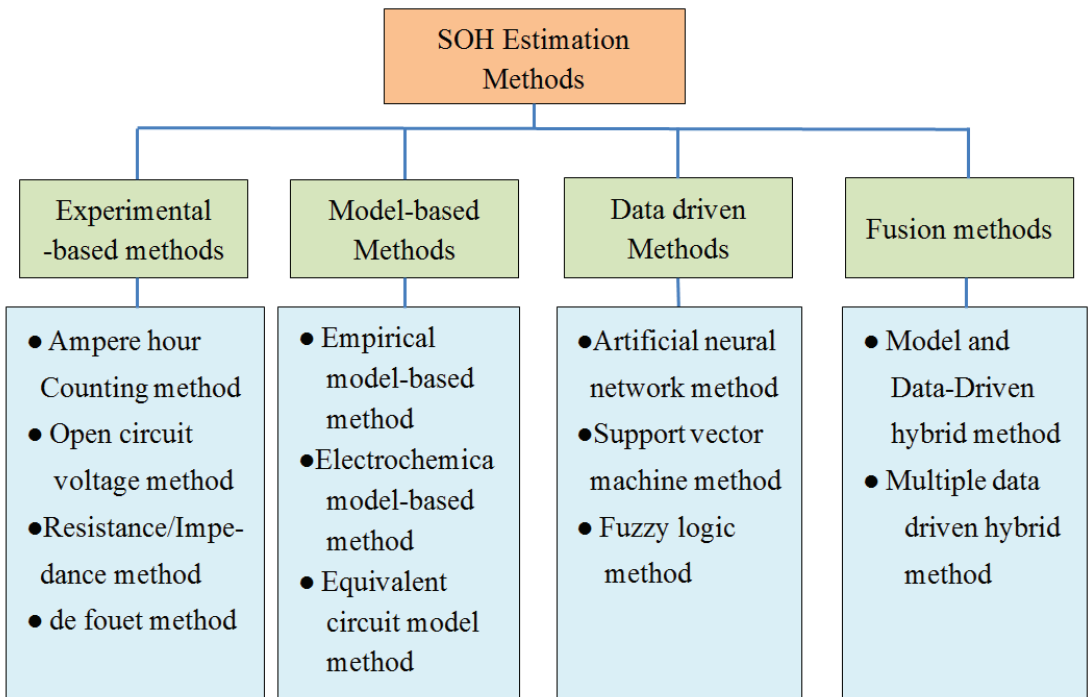 SOH Estimation
Methods
Experimental
-based methods
Model-based
Methods
Data driven
Methods
Fusion methods
● Ampere hour
Counting method
● Open circuit
voltage method
●Resistance/Impe-
dance method
● de fouet method
● Empirical
model-based
method
●Electrochemica
model-based
method
● Equivalent
circuit model
method
●Artificial neural
network method
●Support vector
machine method
● Fuzzy logic
method
● Model and
Data-Driven
hybrid method
● Multiple data
driven hybrid
method